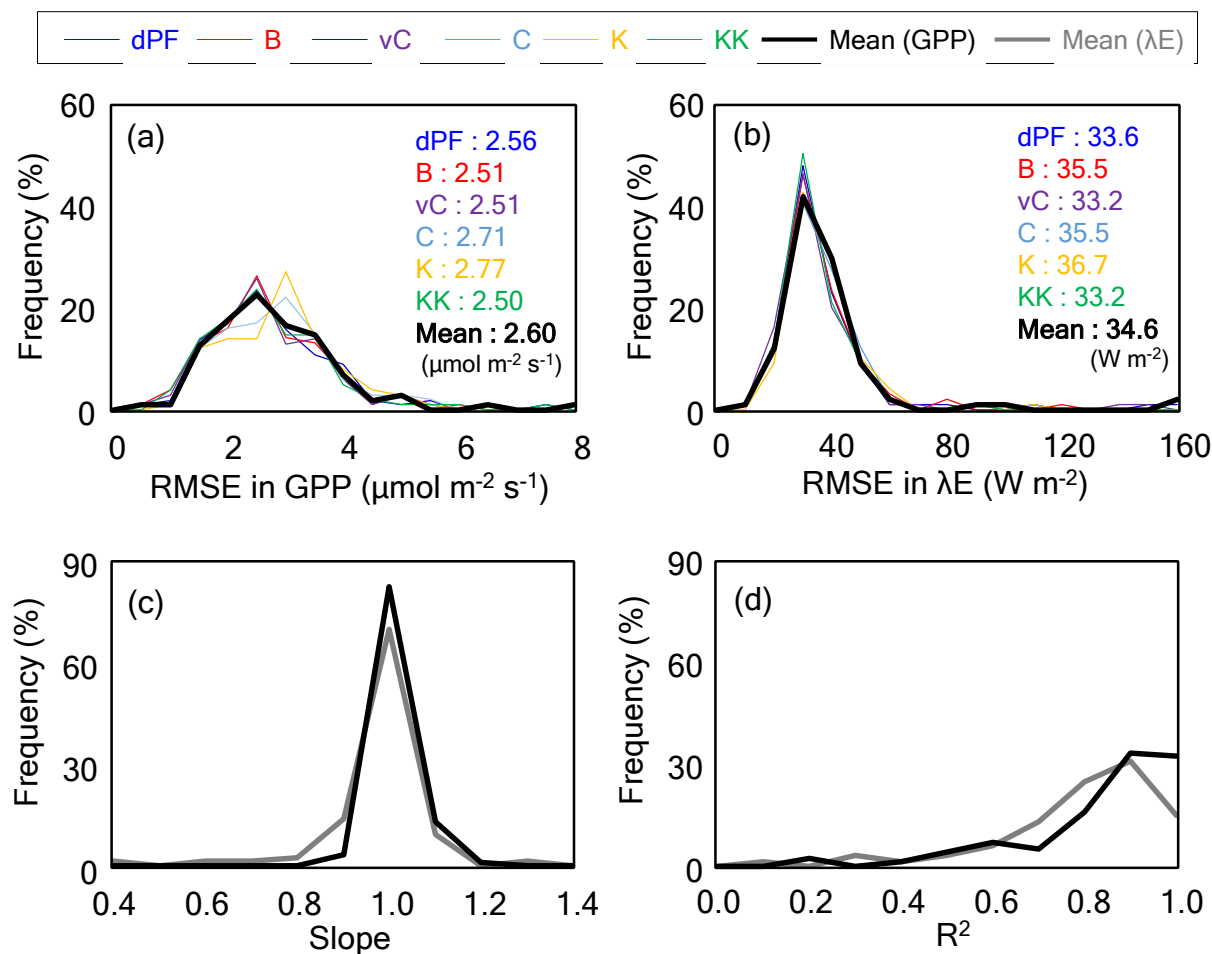 dPF B vC C K KK Mean (GPP) Mean (λE)
(a)
60
40
20
0
Frequency (%)
dPF : 2.56
B : 2.51
vC : 2.51
C : 2.71
K : 2.77
KK : 2.50
Mean : 2.60
(μmol m⁻² s⁻¹)
0 2 4 6 8
RMSE in GPP (μmol m⁻² s⁻¹)
(b)
60
40
20
0
Frequency (%)
dPF : 33.6
B : 35.5
vC : 33.2
C : 35.5
K : 36.7
KK : 33.2
Mean : 34.6
(W m⁻²)
0 40 80 120 160
RMSE in λE (W m⁻²)
(c)
90
60
30
0
Frequency (%)
0.4 0.6 0.8 1.0 1.2 1.4
Slope
(d)
90
60
30
0
Frequency (%)
0.0 0.2 0.4 0.6 0.8 1.0
R²